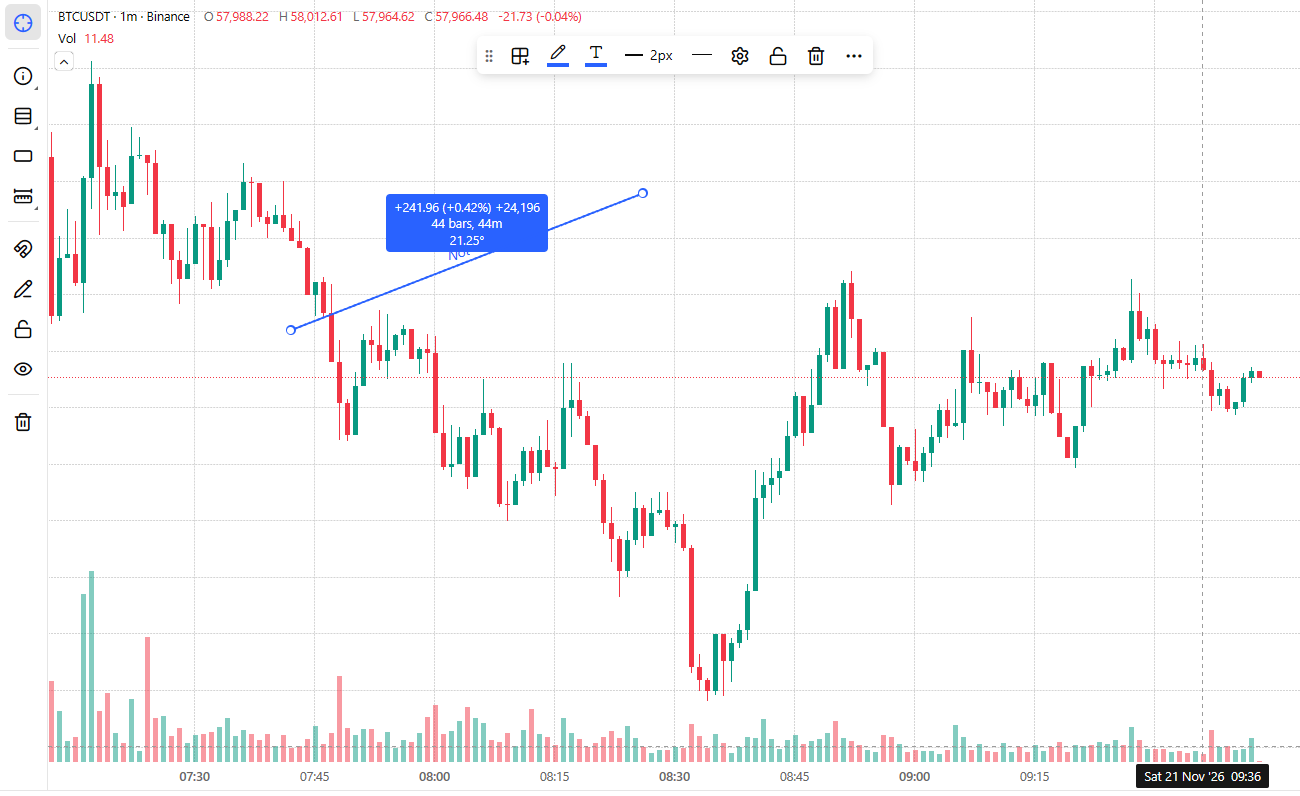 BTCUSDT · 1m · Binance O 57,988.22 H 58,012.61 L 57,964.62 C 57,966.48 -21.73 (-0.04%)
Vol 11.48
T 2px
+241.96 (+0.42%) +24,196
44 bars, 44m
21.25°
07:30 07:45 08:00 08:15 08:30 08:45 09:00 09:15 Sat 21 Nov '26 09:36